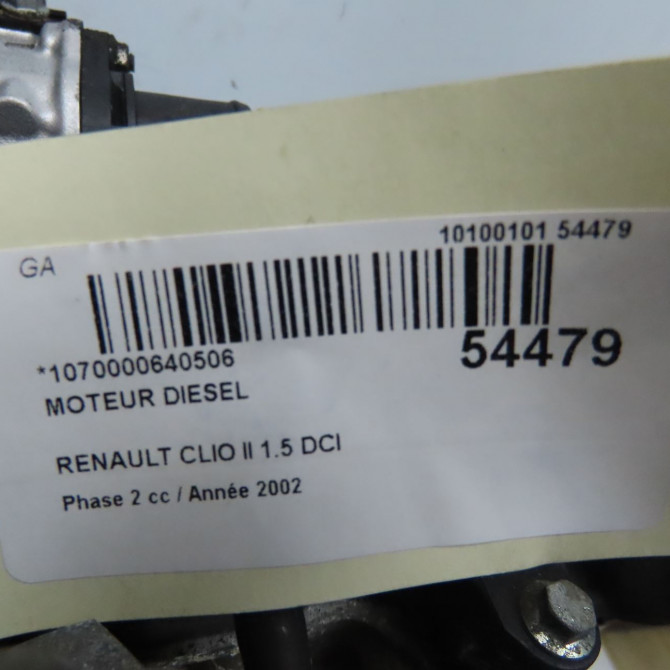 10100101 54479
GA
*1070000640506
54479
MOTEUR DIESEL
RENAULT CLIO II 1.5 DCI
Phase 2 cc / Année 2002